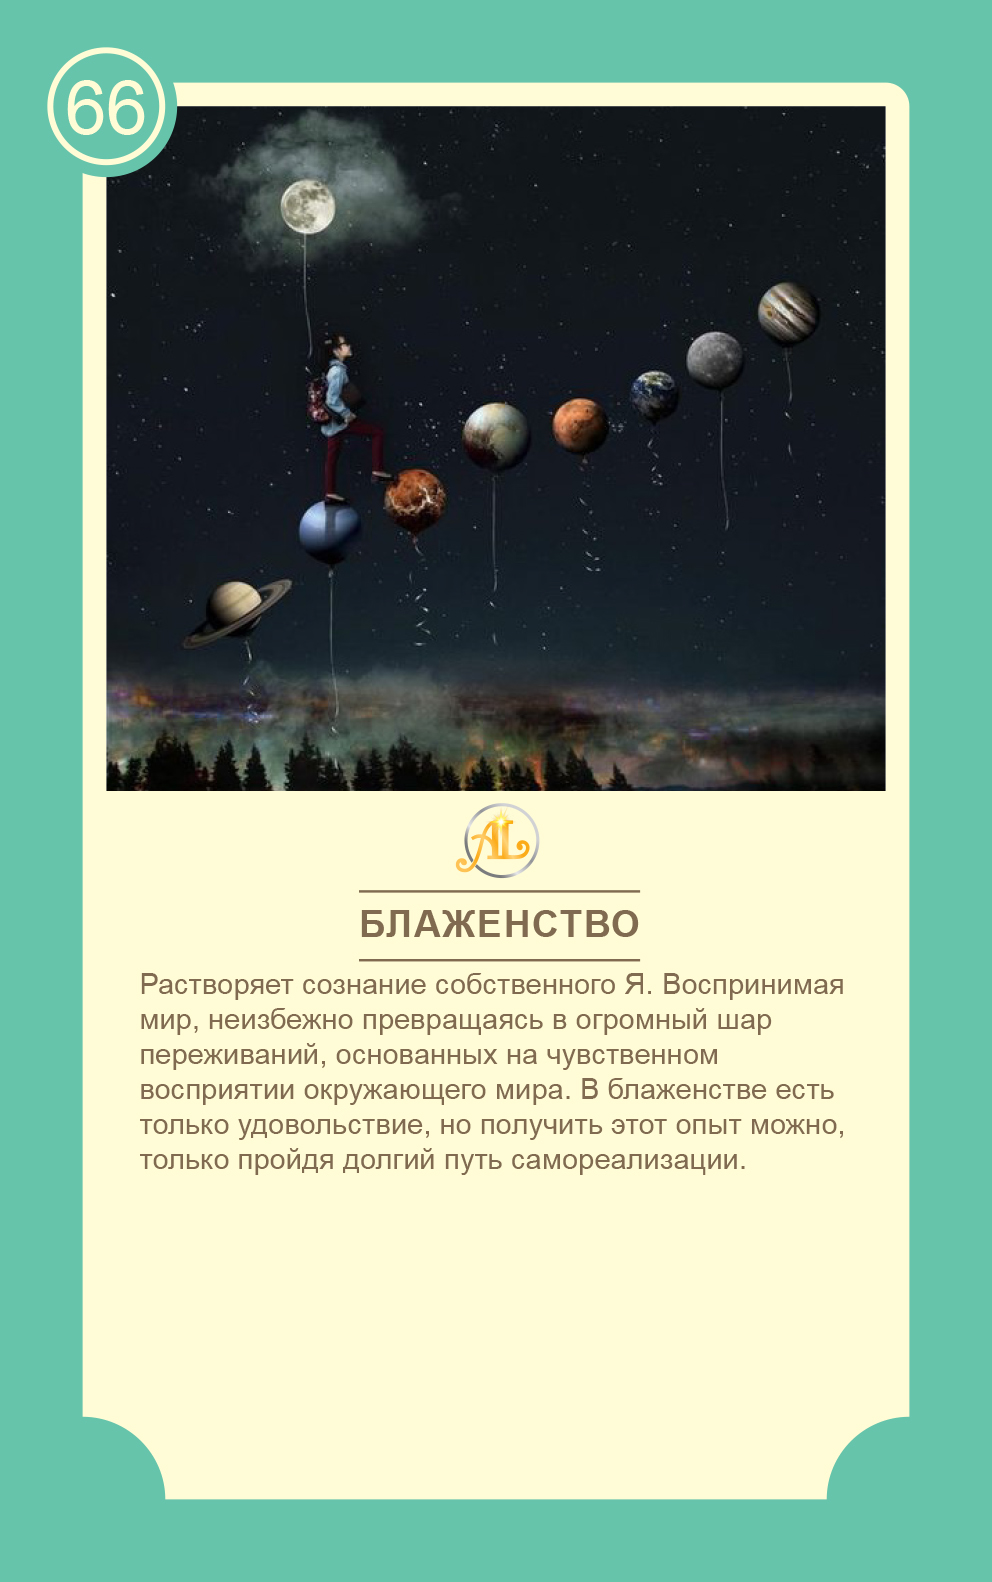 66
AL
БЛАЖЕНСТВО
Растворяет сознание собственного Я. Воспринимая
мир, неизбежно превращаясь в огромный шар
переживаний, основанных на чувственном
восприятии окружающего мира. В блаженстве есть
только удовольствие, но получить этот опыт можно,
только пройдя долгий путь самореализации.